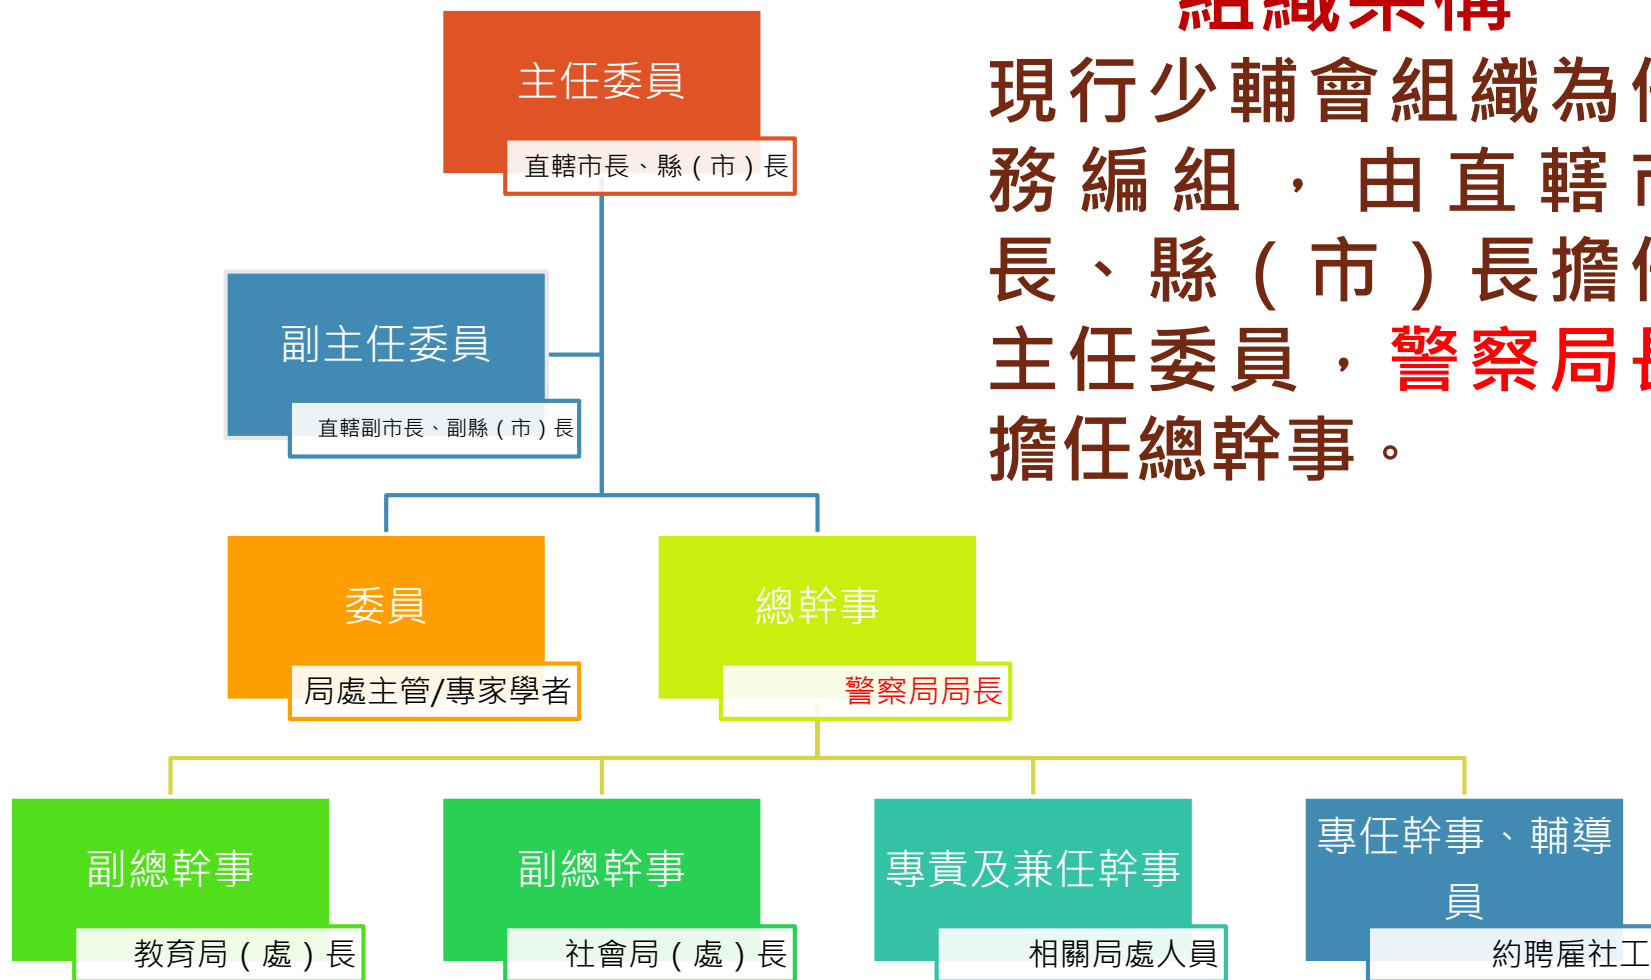 組織架構
現行少輔會組織為任
務編組，由直轄市
長、縣（市）長擔任
主任委員，警察局長
擔任總幹事。
主任委員
直轄市長、縣（市）長
副主任委員
直轄副市長、副縣（市）長
委員
局處主管/專家學者
總幹事
警察局局長
副總幹事
教育局（處）長
副總幹事
社會局（處）長
專責及兼任幹事
相關局處人員
專任幹事、輔導
員
約聘雇社工